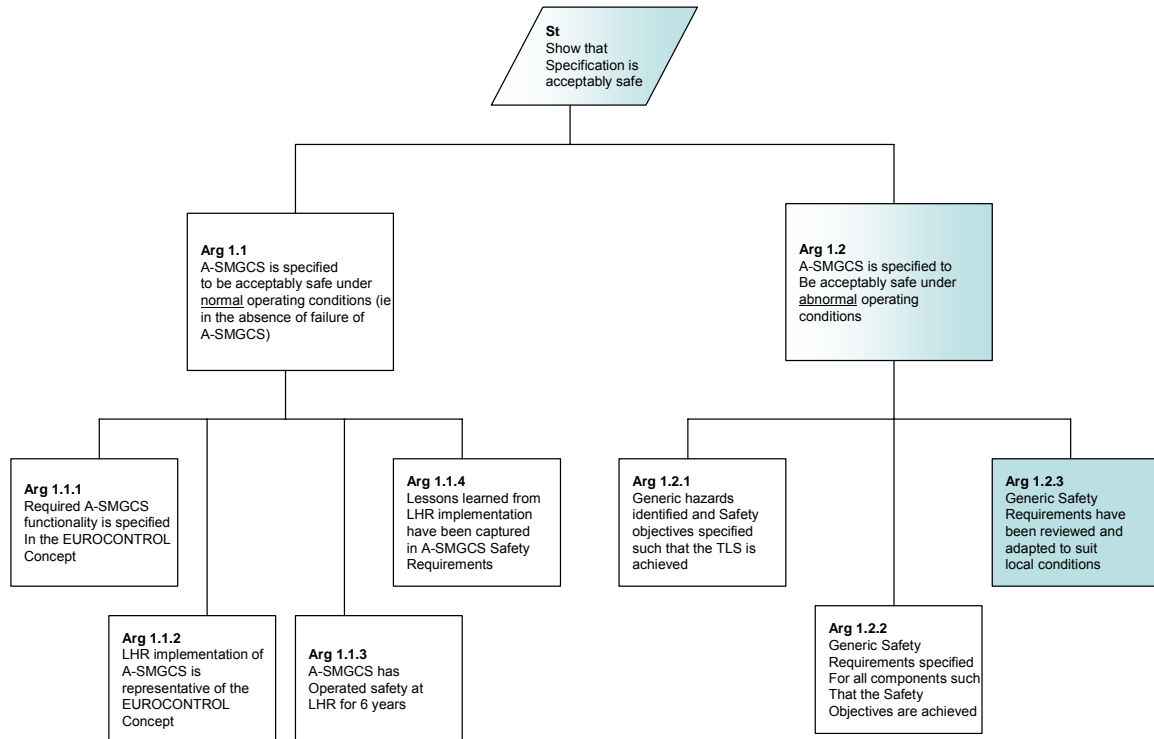 St
Show that
Specification is
acceptably safe
Arg 1.1
A-SMGCS is specified
to be acceptably safe under
normal operating conditions (ie
in the absence of failure of
A-SMGCS)
Arg 1.2
A-SMGCS is specified to
Be acceptably safe under
abnormal operating
conditions
Arg 1.1.1
Required A-SMGCS
functionality is specified
In the EUROCONTROL
Concept
Arg 1.1.2
LHR implementation of
A-SMGCS is
representative of the
EUROCONTROL
Concept
Arg 1.1.3
A-SMGCS has
Operated safety at
LHR for 6 years
Arg 1.1.4
Lessons learned from
LHR implementation
have been captured
in A-SMGCS Safety
Requirements
Arg 1.2.1
Generic hazards
identified and Safety
objectives specified
such that the TLS is
achieved
Arg 1.2.2
Generic Safety
Requirements specified
For all components such
That the Safety
Objectives are achieved
Arg 1.2.3
Generic Safety
Requirements have
been reviewed and
adapted to suit
local conditions